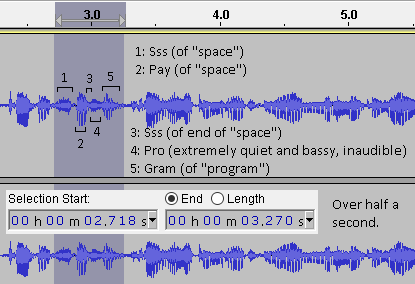 3.0 4.0 5.0
1: Sss (of "space")
2: Pay (of "space")
1 3 5
2 4
3: Sss (of end of "space")
4: Pro (extremely quiet and bassy, inaudible)
5: Gram (of "program")
Selection Start: End Length
00 h 00 m 02.718 s 00 h 00 m 03.270 s
Over half a
second.